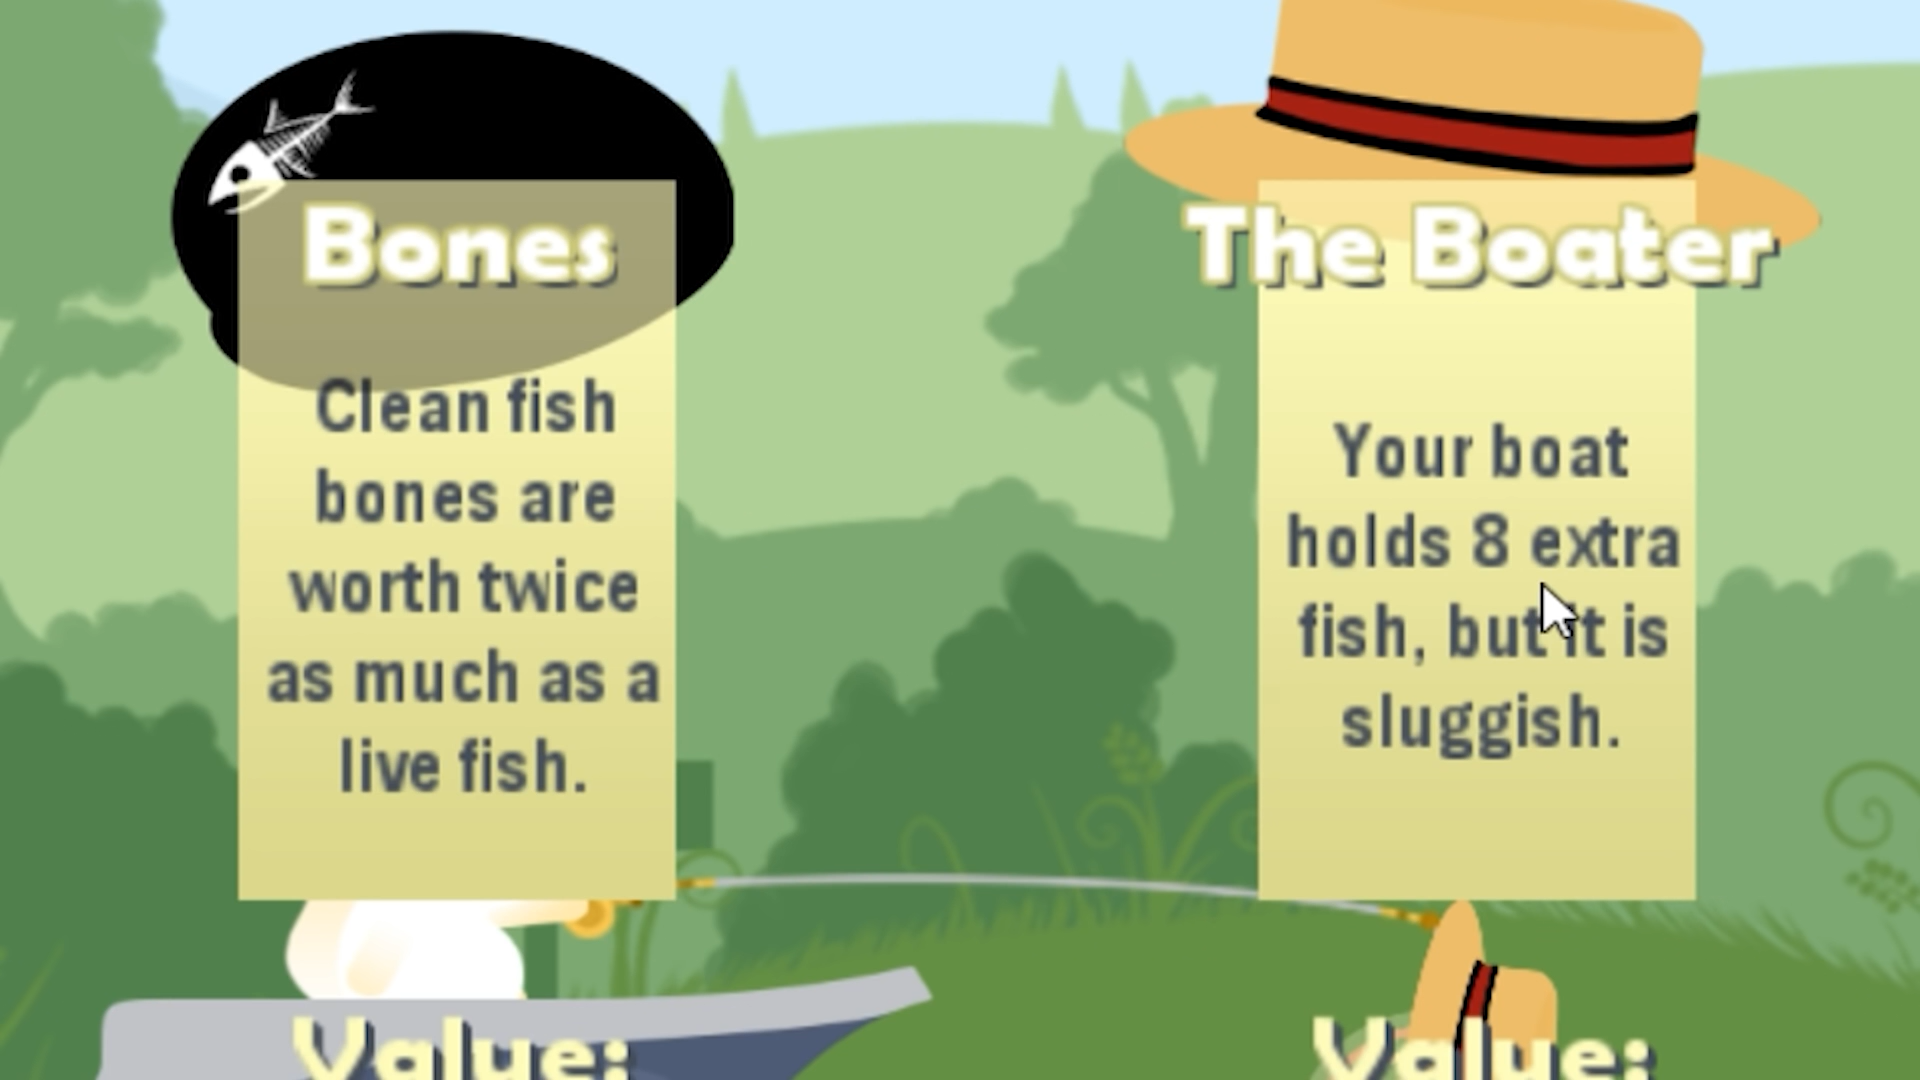 Bones
Clean fish
bones are
worth twice
as much as a
live fish.
Value:
The Boater
Your boat
holds 8 extra
fish, but it is
sluggish.
Value: